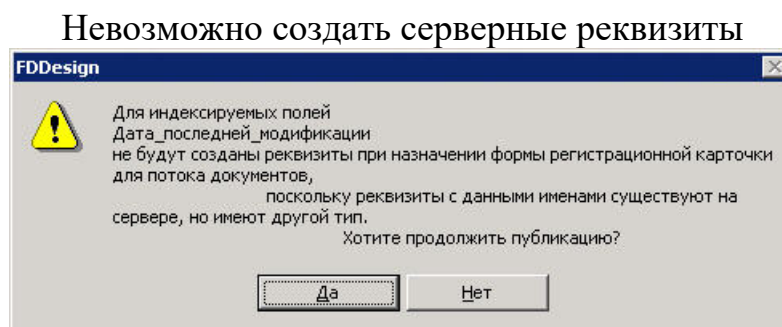 Невозможно создать серверные реквизиты
FDDesign
Для индексируемых полей
Дата_последней_модификации
не будут созданы реквизиты при назначении формы регистрационной карточки
для потока документов,
поскольку реквизиты с данными именами существуют на
сервере, но имеют другой тип.
Хотите продолжить публикацию?
Да
Нет